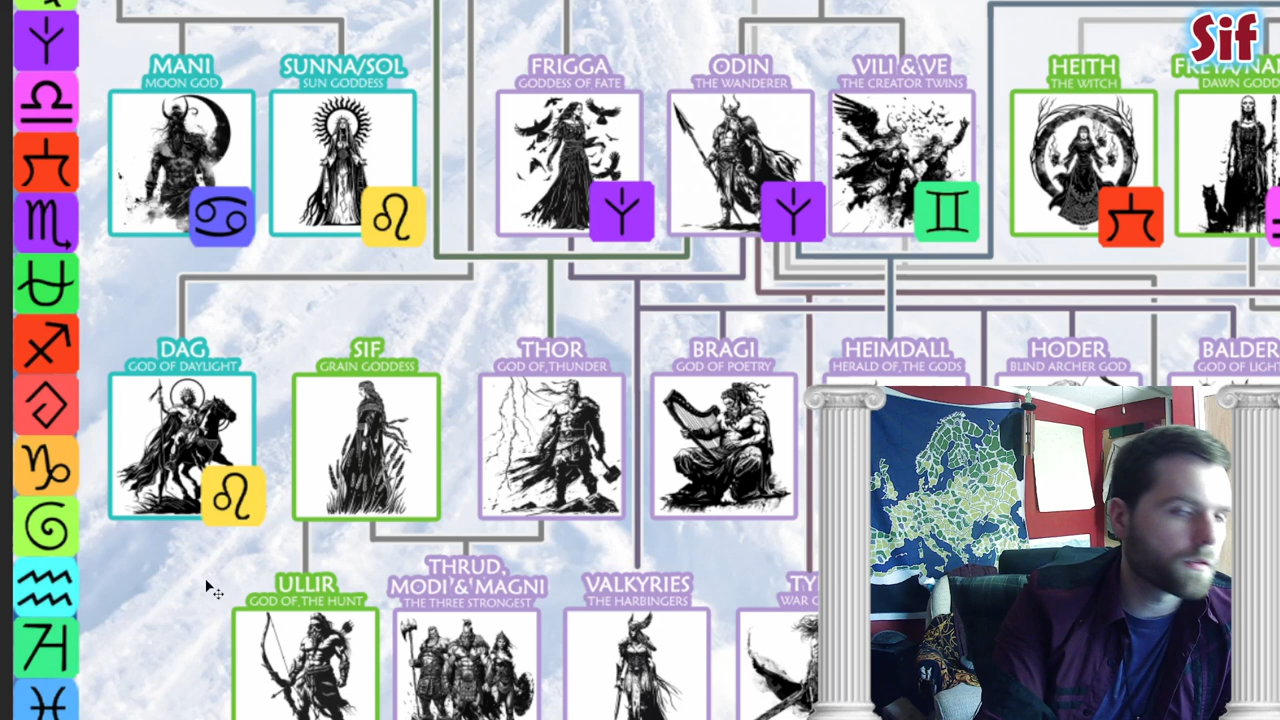 Sif
MANI
MOON GOD
SUNNA/SOL
SUN GODDESS
FRIGGA
GODDESS OF FATE
ODIN
THE WANDERER
VILI & VE
THE CREATOR TWINS
HEITH
THE WITCH
DAWN
DAG
GOD OF DAYLIGHT
SIF
GRAIN GODDESS
THOR
GOD OF THUNDER
BRAGI
GOD OF POETRY
HEIMDALL
HERALD OF THE GODS
HODER
BLIND ARCHER GOD
BALDER
GOD OF LIGHT
ULLIR
GOD OF THE HUNT
THRUD,
MODI & MAGNI
THE THREE STRONGEST
VALKYRIES
THE HARBINGERS
WAR